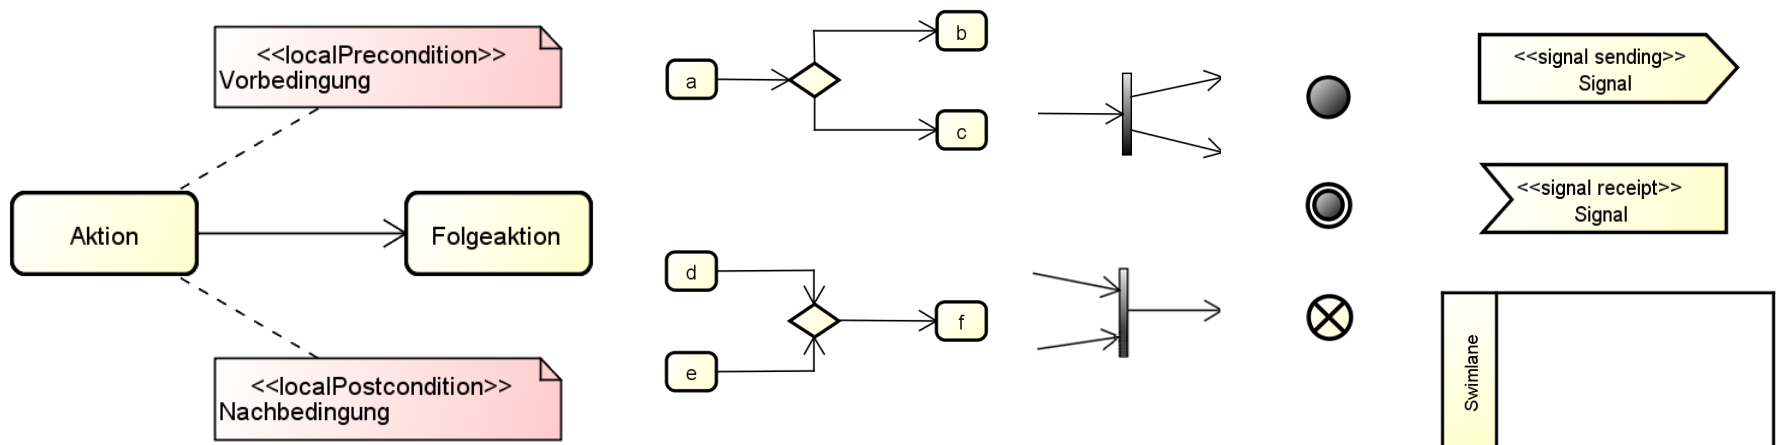 <<localPrecondition>>
Vorbedingung
Aktion
Folgeaktion
<<localPostcondition>>
Nachbedingung
a
b
c
d
e
f
<<signal sending>>
Signal
<<signal receipt>>
Signal
Swimlane